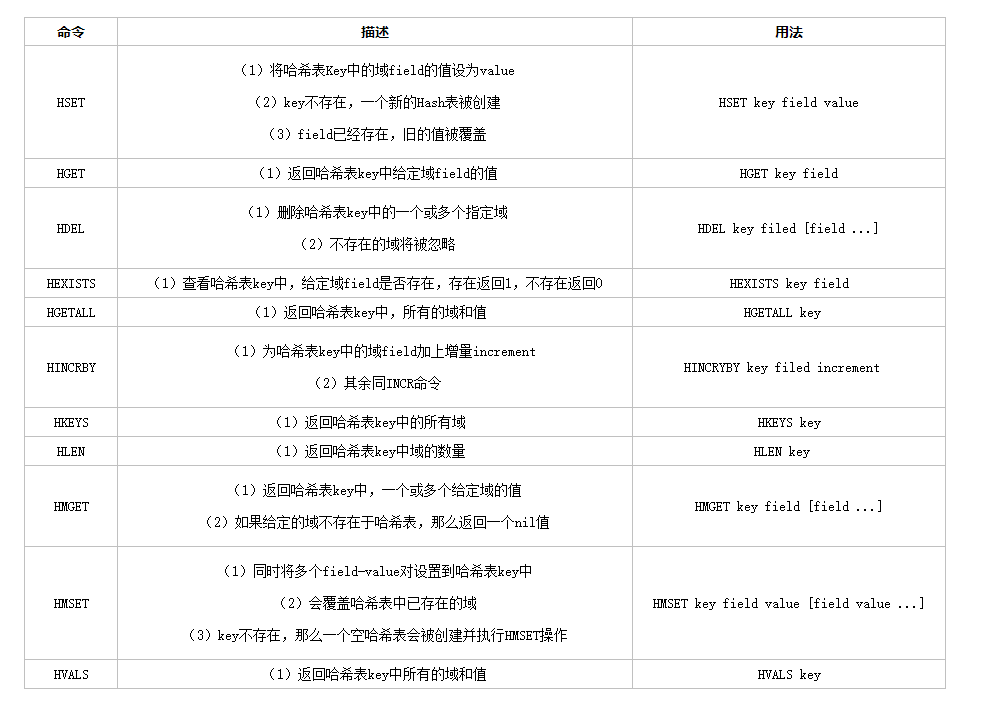 命令 描述 用法
HSET
（1）将哈希表Key中的域field的值设为value
（2）key不存在，一个新的Hash表被创建
（3）field已经存在，旧的值被覆盖
HSET key field value
HGET （1）返回哈希表key中给定域field的值 HGET key field
HDEL
（1）删除哈希表key中的一个或多个指定域
（2）不存在的域将被忽略
HDEL key filed [field ...]
HEXISTS （1）查看哈希表key中，给定域field是否存在，存在返回1，不存在返回0 HEXISTS key field
HGETALL （1）返回哈希表key中，所有的域和值 HGETALL key
HINCRBY
（1）为哈希表key中的域field加上增量increment
（2）其余同INCR命令
HINCRYBY key filed increment
HKEYS （1）返回哈希表key中的所有域 HKEYS key
HLEN （1）返回哈希表key中域的数量 HLEN key
HMGET
（1）返回哈希表key中，一个或多个给定域的值
（2）如果给定的域不存在于哈希表，那么返回一个nil值
HMGET key field [field ...]
HMSET
（1）同时将多个field-value对设置到哈希表key中
（2）会覆盖哈希表中已存在的域
（3）key不存在，那么一个空哈希表会被创建并执行HMSET操作
HMSET key field value [field value ...]
HVALS （1）返回哈希表key中所有的域和值 HVALS key